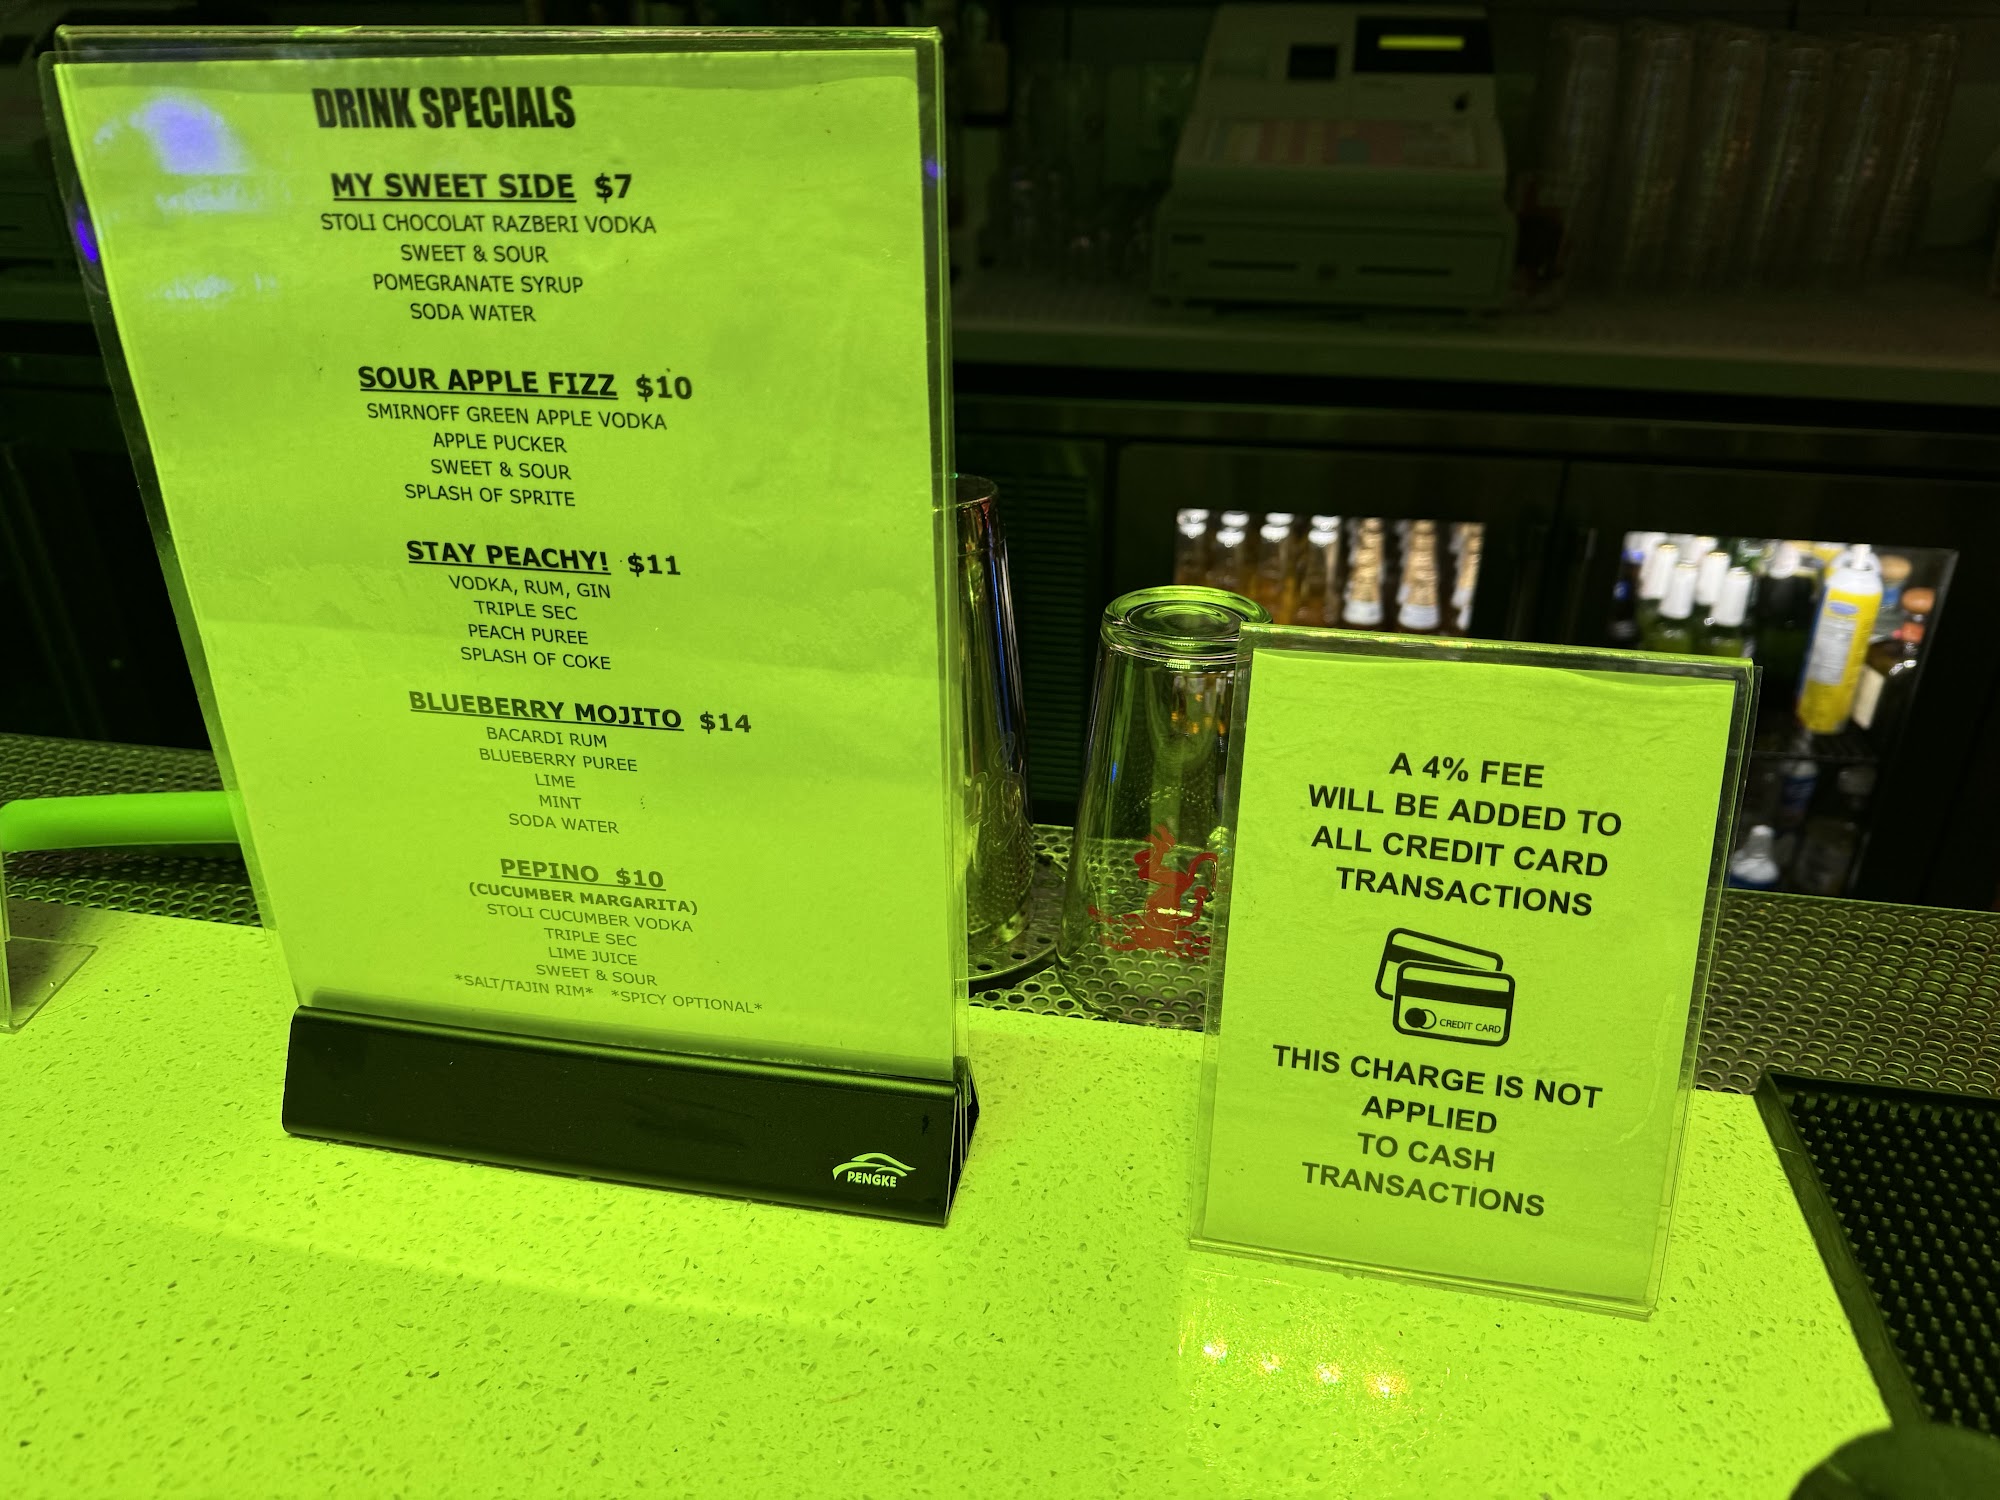 DRINK SPECIALS
MY SWEET SIDE $7
STOLI CHOCOLAT RAZBERI VODKA
SWEET & SOUR
POMEGRANATE SYRUP
SODA WATER
SOUR APPLE FIZZ $10
SMIRNOFF GREEN APPLE VODKA
APPLE PUCKER
SWEET & SOUR
SPLASH OF SPRITE
STAY PEACHY! $11
VODKA, RUM, GIN
TRIPLE SEC
PEACH PUREE
SPLASH OF COKE
BLUEBERRY MOJITO $14
BACARDI RUM
BLUEBERRY PUREE
LIME
MINT
SODA WATER
PEPINO $10
(CUCUMBER MARGARITA)
STOLI CUCUMBER VODKA
TRIPLE SEC
LIME JUICE
SWEET & SOUR
*SALT/TAJIN RIM* *SPICY OPTIONAL*
PENGKE
A 4% FEE
WILL BE ADDED TO
ALL CREDIT CARD
TRANSACTIONS
CREDIT CARD
THIS CHARGE IS NOT
APPLIED
TO CASH
TRANSACTIONS